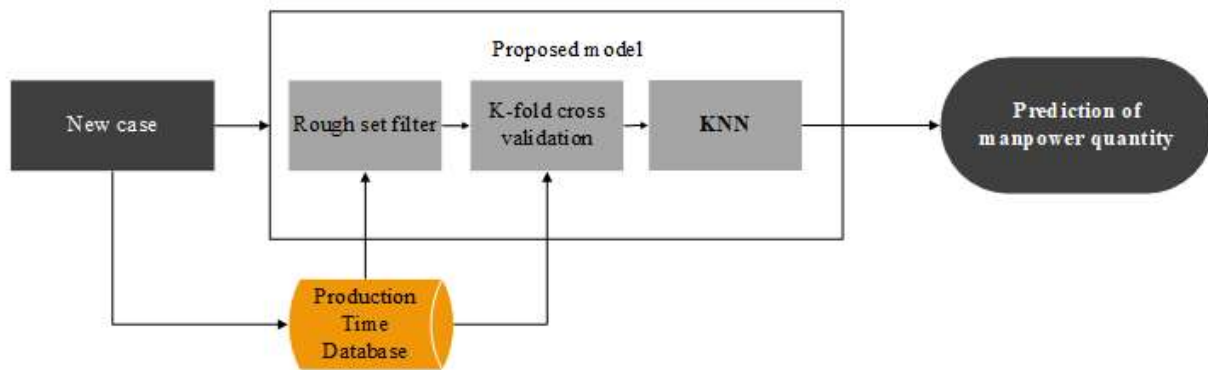 Proposed model
New case
Rough set filter
K-fold cross
validation
KNN
Prediction of
manpower quantity
Production
Time
Database